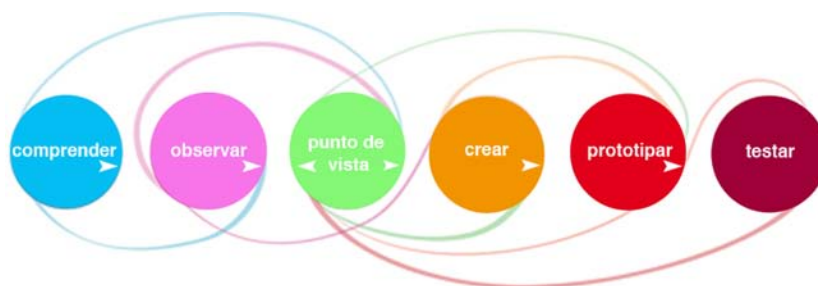 comprender
observar
punto de
vista
crear
prototipar
testar